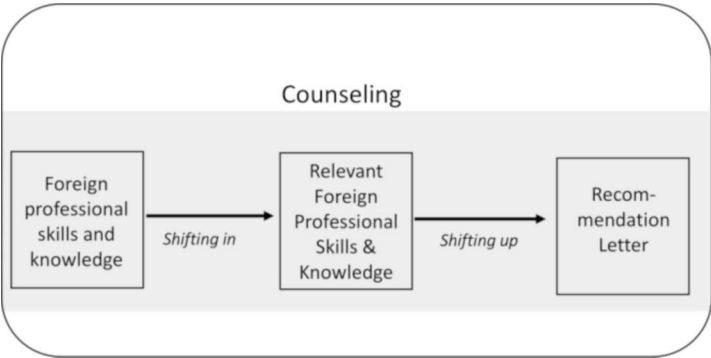 Counseling
Foreign
professional
skills and
knowledge
Shifting in
Relevant
Foreign
Professional
Skills &
Knowledge
Shifting up
Recom-
mendation
Letter